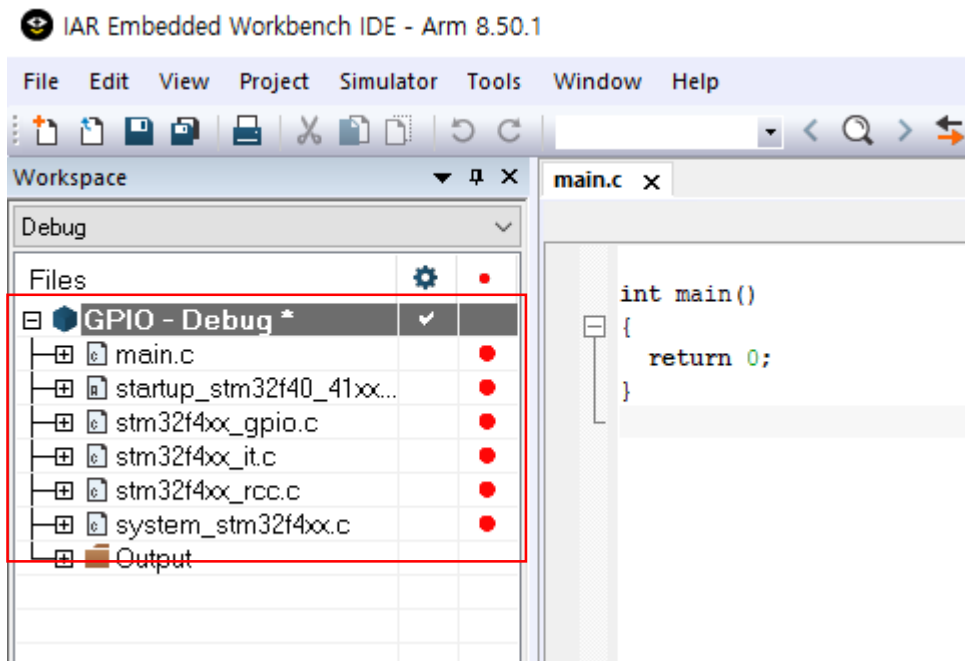 IAR Embedded Workbench IDE - Arm 8.50.1
File Edit View Project Simulator Tools Window Help
Workspace
main.c
Debug
Files
GPIO - Debug *
main.c
startup_stm32f40_41xx...
stm32f4xx_gpio.c
stm32f4xx_it.c
stm32f4xx_rcc.c
system_stm32f4xx.c
Output
int main()
{
return 0;
}